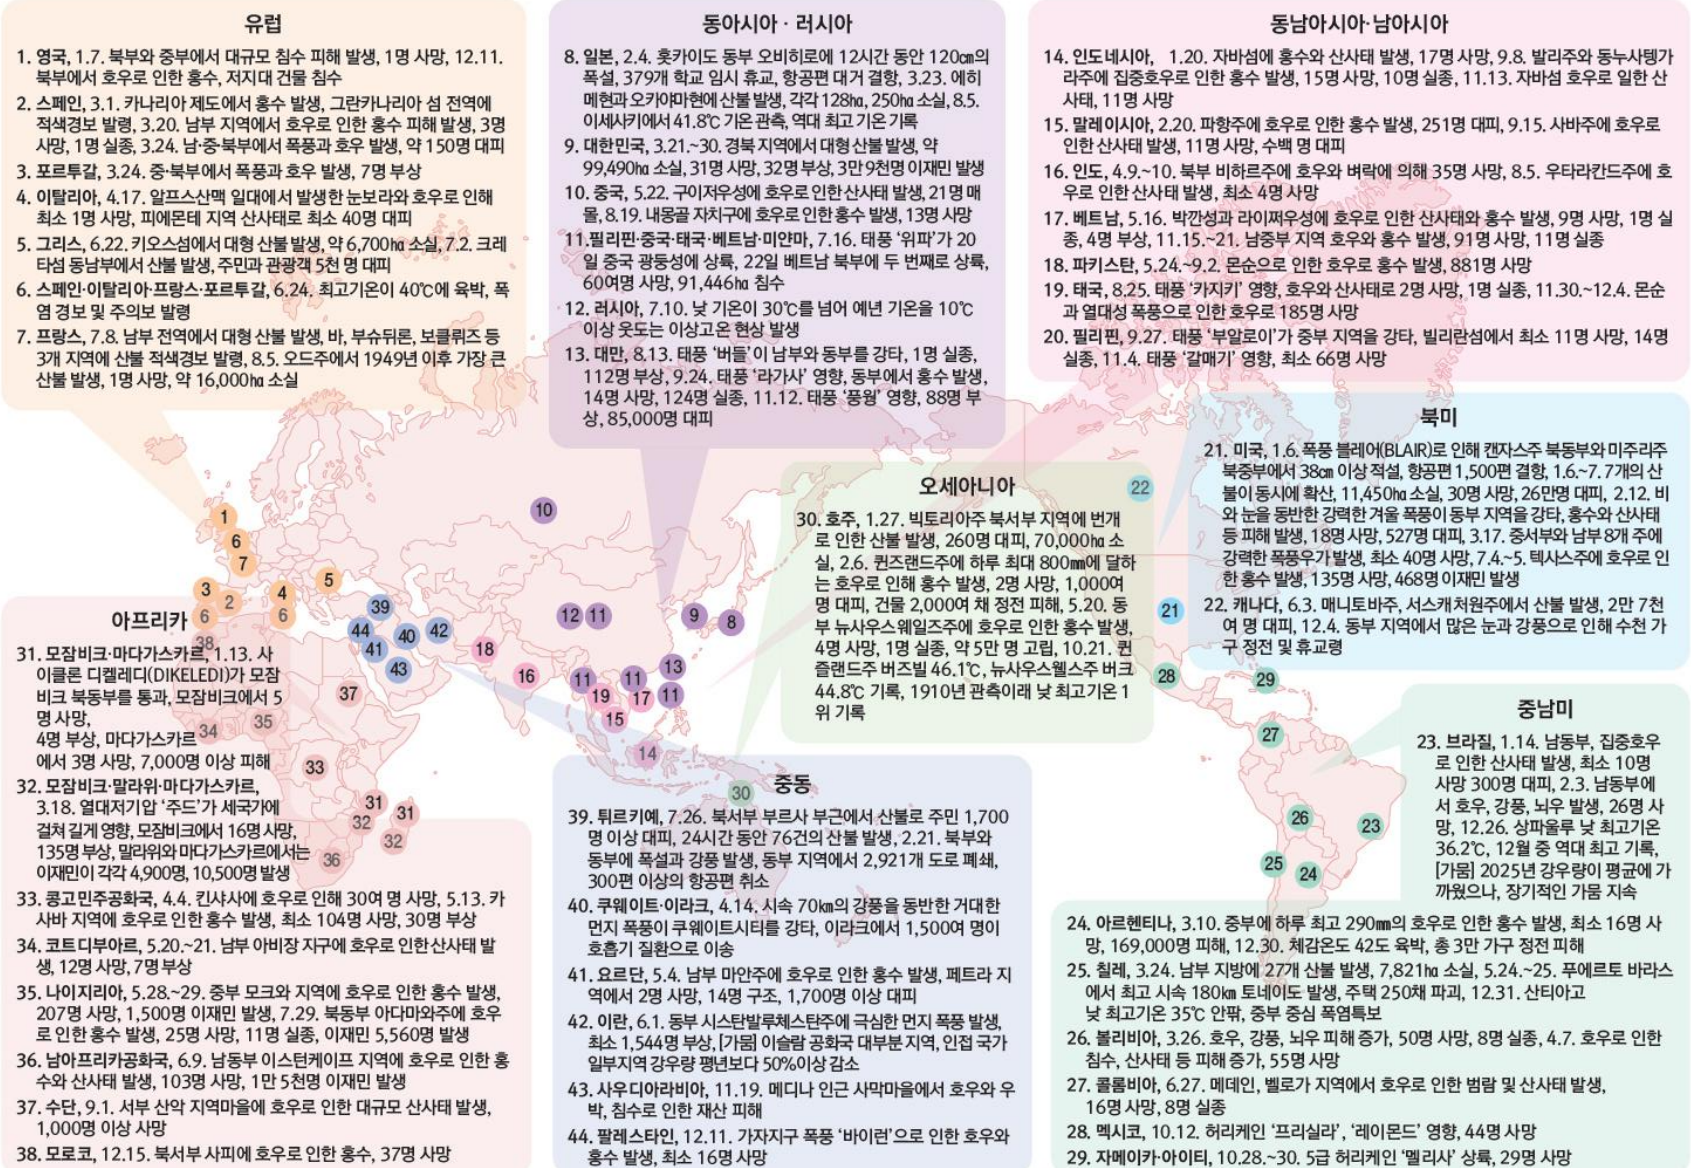 유럽
1. 영국, 1.7. 북부와 중부에서 대규모 침수 피해 발생, 1명 사망, 12.11.
북부에서 호우로 인한 홍수, 저지대 건물 침수
2. 스페인, 3.1. 카나리아 제도에서 홍수 발생, 그란카나리아 섬 전역에
적색경보 발령, 3.20. 남부 지역에서 호우로 인한 홍수 피해 발생, 3명
사망, 1명 실종, 3.24. 남·중·북부에서 폭풍과 호우 발생, 약 150명 대피
3. 포르투갈, 3.24. 중·북부에서 폭풍과 호우 발생, 7명 부상
4. 이탈리아, 4.17. 알프스산맥 일대에서 발생한 눈보라와 호우로 인해
최소 1명 사망, 피에몬테 지역 산사태로 최소 40명 대피
5. 그리스, 6.22. 키오스섬에서 대형 산불 발생, 약 6,700㏊ 소실, 7.2. 크레
타섬 동남부에서 산불 발생, 주민과 관광객 5천 명 대피
6. 스페인·이탈리아·프랑스·포르투갈, 6.24. 최고기온이 40℃에 육박, 폭
염 경보 및 주의보 발령
7. 프랑스, 7.8. 남부 전역에서 대형 산불 발생, 바, 부슈뒤론, 보클뤼즈 등
3개 지역에 산불 적색경보 발령, 8.5. 오드주에서 1949년 이후 가장 큰
산불 발생, 1명 사망, 약 16,000㏊ 소실
동아시아 · 러시아
8. 일본, 2.4. 홋카이도 동부 오비히로에 12시간 동안 120㎝의
폭설, 379개 학교 임시 휴교, 항공편 대거 결항, 3.23. 에히
메현과 오카야마현에 산불 발생, 각각 128㏊, 250㏊ 소실, 8.5.
이세사키에서 41.8℃ 기온 관측, 역대 최고 기온 기록
9. 대한민국, 3.21.~30. 경북 지역에서 대형산불 발생, 약
99,490㏊ 소실, 31명 사망, 32명 부상, 3만 9천명 이재민 발생
10. 중국, 5.22. 구이저우성에 호우로 인한 산사태 발생, 21명 매
몰, 8.19. 내몽골 자치구에 호우로 인한 홍수 발생, 13명 사망
11.필리핀·중국·태국·베트남·미얀마, 7.16. 태풍 ‘위파’가 20
일 중국 광둥성에 상륙, 22일 베트남 북부에 두 번째로 상륙,
60여명 사망, 91,446㏊ 침수
12. 러시아, 7.10. 낮 기온이 30℃를 넘어 예년 기온을 10℃
이상 웃도는 이상고온 현상 발생
13. 대만, 8.13. 태풍 ‘버들’이 남부와 동부를 강타, 1명 실종,
112명 부상, 9.24. 태풍 ‘라가사’ 영향, 동부에서 홍수 발생,
14명 사망, 124명 실종, 11.12. 태풍 ‘풍웡’ 영향, 88명 부
상, 85,000명 대피
동남아시아·남아시아
14. 인도네시아, 1.20. 자바섬에 홍수와 산사태 발생, 17명 사망, 9.8. 발리주와 동누사텡가
라주에 집중호우로 인한 홍수 발생, 15명 사망, 10명 실종, 11.13. 자바섬 호우로 일한 산
사태, 11명 사망
15. 말레이시아, 2.20. 파항주에 호우로 인한 홍수 발생, 251명 대피, 9.15. 사바주에 호우로
인한 산사태 발생, 11명 사망, 수백 명 대피
16. 인도, 4.9.~10. 북부 비하르주에 호우와 벼락에 의해 35명 사망, 8.5. 우타라칸드주에 호
우로 인한 산사태 발생, 최소 4명 사망
17. 베트남, 5.16. 박깐성과 라이쩌우성에 호우로 인한 산사태와 홍수 발생, 9명 사망, 1명 실
종, 4명 부상, 11.15.~21. 남중부 지역 호우와 홍수 발생, 91명 사망, 11명 실종
18. 파키스탄, 5.24.~9.2. 몬순으로 인한 호우로 홍수 발생, 881명 사망
19. 태국, 8.25. 태풍 ‘카지키’ 영향, 호우와 산사태로 2명 사망, 1명 실종, 11.30.~12.4. 몬순
과 열대성 폭풍으로 인한 호우로 185명 사망
20. 필리핀, 9.27. 태풍 ‘부알로이’가 중부 지역을 강타, 빌리란섬에서 최소 11명 사망, 14명
실종, 11.4. 태풍 ‘갈매기’ 영향, 최소 66명 사망
북미
21. 미국, 1.6. 폭풍 블레어(BLAIR)로 인해 캔자스주 북동부와 미주리주
북중부에서 38㎝ 이상 적설, 항공편 1,500편 결항, 1.6.~7. 7개의 산
불이 동시에 확산, 11,450㏊ 소실, 30명 사망, 26만명 대피, 2.12. 비
와 눈을 동반한 강력한 겨울 폭풍이 동부 지역을 강타, 홍수와 산사태
등 피해 발생, 18명 사망, 527명 대피, 3.17. 중서부와 남부 8개 주에
강력한 폭풍우가 발생, 최소 40명 사망, 7.4.~5. 텍사스주에 호우로 인
한 홍수 발생, 135명 사망, 468명 이재민 발생
22. 캐나다, 6.3. 매니토바주, 서스캐처원주에서 산불 발생, 2만 7천
여 명 대피, 12.4. 동부 지역에서 많은 눈과 강풍으로 인해 수천 가
구 정전 및 휴교령
오세아니아
30. 호주, 1.27. 빅토리아주 북서부 지역에 번개
로 인한 산불 발생, 260명 대피, 70,000㏊ 소
실, 2.6. 퀸즈랜드주에 하루 최대 800㎜에 달하
는 호우로 인해 홍수 발생, 2명 사망, 1,000여
명 대피, 건물 2,000여 채 정전 피해, 5.20. 동
부 뉴사우스웨일즈주에 호우로 인한 홍수 발생,
4명 사망, 1명 실종, 약 5만 명 고립, 10.21. 퀸
즐랜드주 버즈빌 46.1℃, 뉴사우스웰스주 버크
44.8℃ 기록, 1910년 관측이래 낮 최고기온 1
위 기록
아프리카
31. 모잠비크·마다가스카르, 1.13. 사
이클론 디켈레디(DIKELEDI)가 모잠
비크 북동부를 통과, 모잠비크에서 5
명 사망,
4명 부상, 마다가스카르
에서 3명 사망, 7,000명 이상 피해
32. 모잠비크·말라위·마다가스카르,
3.18. 열대저기압 ‘주드’가 세국가에
걸쳐 길게 영향, 모잠비크에서 16명 사망,
135명 부상, 말라위와 마다가스카르에서는
이재민이 각각 4,900명, 10,500명 발생
33. 콩고민주공화국, 4.4. 킨샤사에 호우로 인해 30여 명 사망, 5.13. 카
사바 지역에 호우로 인한 홍수 발생, 최소 104명 사망, 30명 부상
34. 코트디부아르, 5.20.~21. 남부 아비장 지구에 호우로 인한 산사태 발
생, 12명 사망, 7명 부상
35. 나이지리아, 5.28.~29. 중부 모크와 지역에 호우로 인한 홍수 발생,
207명 사망, 1,500명 이재민 발생, 7.29. 북동부 아다마와주에 호우
로 인한 홍수 발생, 25명 사망, 11명 실종, 이재민 5,560명 발생
36. 남아프리카공화국, 6.9. 남동부 이스턴케이프 지역에 호우로 인한 홍
수와 산사태 발생, 103명 사망, 1만 5천명 이재민 발생
37. 수단, 9.1. 서부 산악 지역마을에 호우로 인한 대규모 산사태 발생,
1,000명 이상 사망
38. 모로코, 12.15. 북서부 사피에 호우로 인한 홍수, 37명 사망
중동
39. 튀르키예, 7.26. 북서부 부르사 부근에서 산불로 주민 1,700
명 이상 대피, 24시간 동안 76건의 산불 발생, 2.21. 북부와
동부에 폭설과 강풍 발생, 동부 지역에서 2,921개 도로 폐쇄,
300편 이상의 항공편 취소
40. 쿠웨이트·이라크, 4.14. 시속 70㎞의 강풍을 동반한 거대한
먼지 폭풍이 쿠웨이트시티를 강타, 이라크에서 1,500여 명이
호흡기 질환으로 이송
41. 요르단, 5.4. 남부 마안주에 호우로 인한 홍수 발생, 페트라 지
역에서 2명 사망, 14명 구조, 1,700명 이상 대피
42. 이란, 6.1. 동부 시스탄발루체스탄주에 극심한 먼지 폭풍 발생,
최소 1,544명 부상, [가뭄] 이슬람 공화국 대부분 지역, 인접 국가
일부지역 강우량 평년보다 50%이상 감소
43. 사우디아라비아, 11.19. 메디나 인근 사막마을에서 호우와 우
박, 침수로 인한 재산 피해
44. 팔레스타인, 12.11. 가자지구 폭풍 ‘바이런’으로 인한 호우와
홍수 발생, 최소 16명 사망
중남미
23. 브라질, 1.14. 남동부, 집중호우
로 인한 산사태 발생, 최소 10명
사망 300명 대피, 2.3. 남동부에
서 호우, 강풍, 뇌우 발생, 26명 사
망, 12.26. 상파울루 낮 최고기온
36.2℃, 12월 중 역대 최고 기록,
[가뭄] 2025년 강우량이 평균에 가
까웠으나, 장기적인 가뭄 지속
24. 아르헨티나, 3.10. 중부에 하루 최고 290㎜의 호우로 인한 홍수 발생, 최소 16명 사
망, 169,000명 피해, 12.30. 체감온도 42도 육박, 총 3만 가구 정전 피해
25. 칠레, 3.24. 남부 지방에 27개 산불 발생, 7,821㏊ 소실, 5.24.~25. 푸에르토 바라스
에서 최고 시속 180㎞ 토네이도 발생, 주택 250채 파괴, 12.31. 산티아고
낮 최고기온 35℃ 안팎, 중부 중심 폭염특보
26. 볼리비아, 3.26. 호우, 강풍, 뇌우 피해 증가, 50명 사망, 8명 실종, 4.7. 호우로 인한
침수, 산사태 등 피해 증가, 55명 사망
27. 콜롬비아, 6.27. 메데인, 벨로가 지역에서 호우로 인한 범람 및 산사태 발생,
16명 사망, 8명 실종
28. 멕시코, 10.12. 허리케인 ‘프리실라’, ‘레이몬드’ 영향, 44명 사망
29. 자메이카·아이티, 10.28.~30. 5급 허리케인 ‘멜리사’ 상륙, 29명 사망
1
6
7
3
2
4
5
6
6
38
39
44
40
42
41
43
37
34
35
33
31
31
32
32
36
10
12
11
9
8
18
16
11
11
13
19
17
11
15
14
30
22
21
28
29
27
26
23
25
24